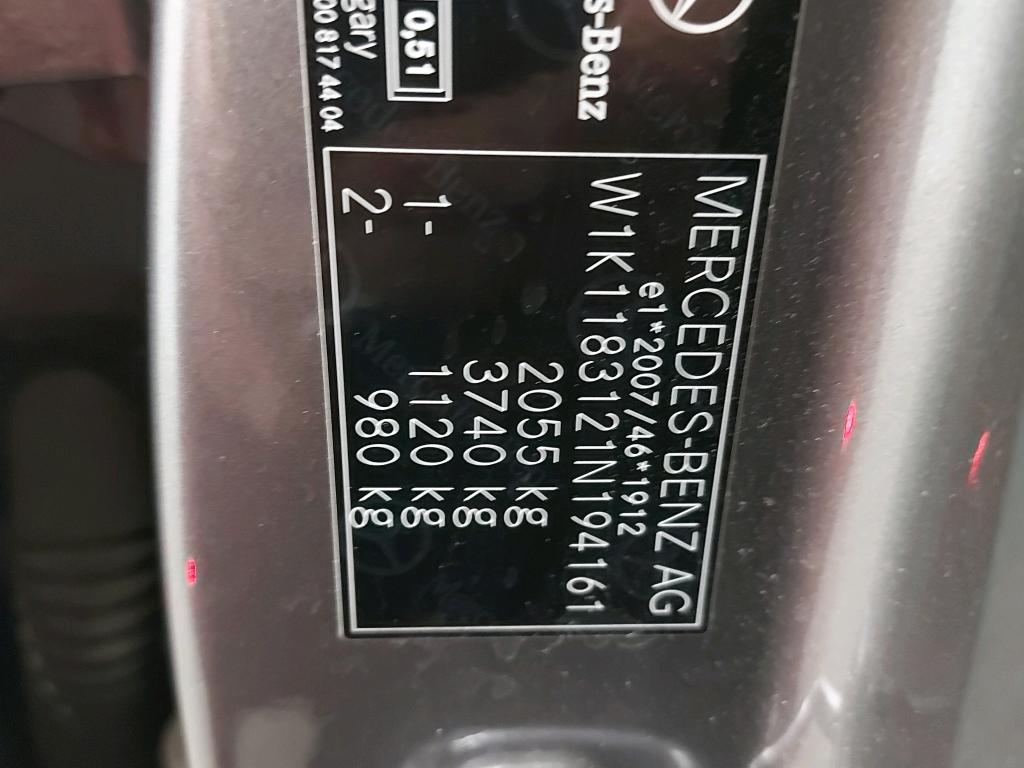 s-Benz
0,51
gary
00 817 44 04
MERCEDES-BENZ AG
e1*2007/46*1912
W1K1183121N194161
2055 kg
3740 kg
1- 1120 kg
2- 980 kg